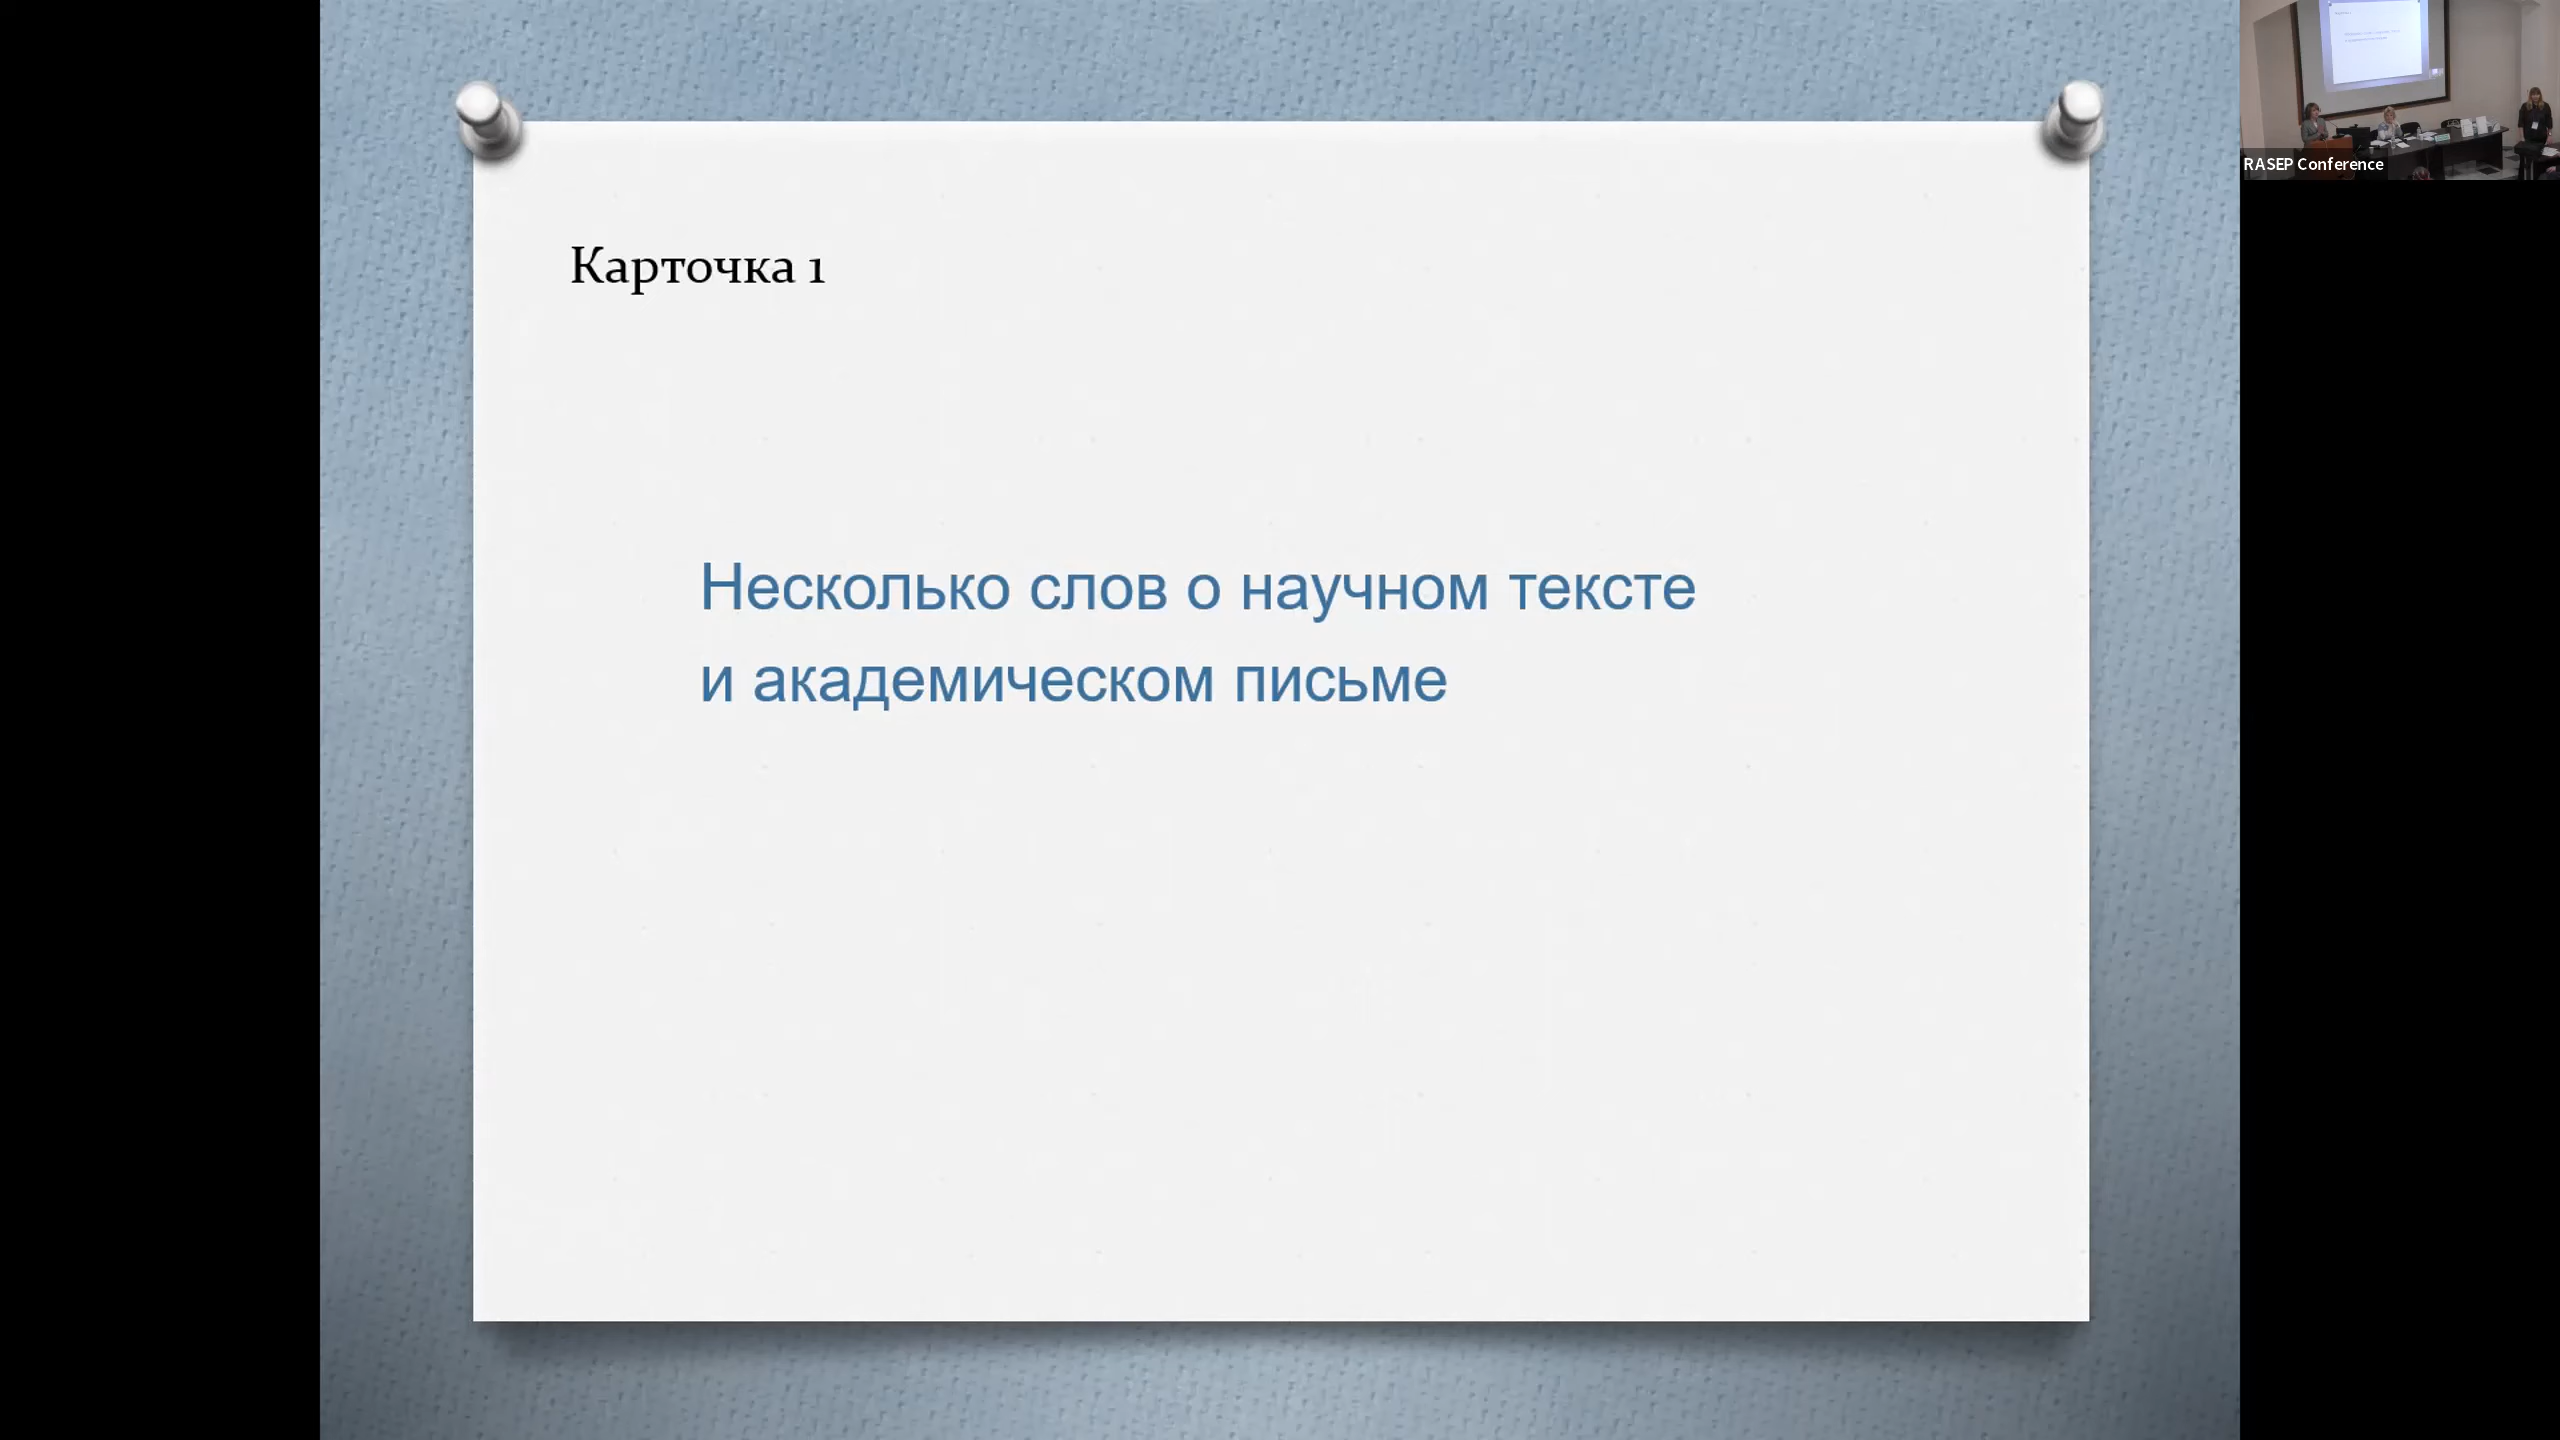 Карточка 1
Несколько слов о научном тексте
и академическом письме
RASEP Conference